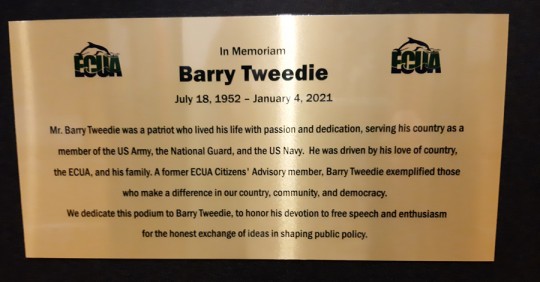 In Memoriam
ECUA ECUA
Barry Tweedie
July 18, 1952 – January 4, 2021
Mr. Barry Tweedie was a patriot who lived his life with passion and dedication, serving his country as a
member of the US Army, the National Guard, and the US Navy. He was driven by his love of country,
the ECUA, and his family. A former ECUA Citizens' Advisory member, Barry Tweedie exemplified those
who make a difference in our country, community, and democracy.
We dedicate this podium to Barry Tweedie, to honor his devotion to free speech and enthusiasm
for the honest exchange of ideas in shaping public policy.